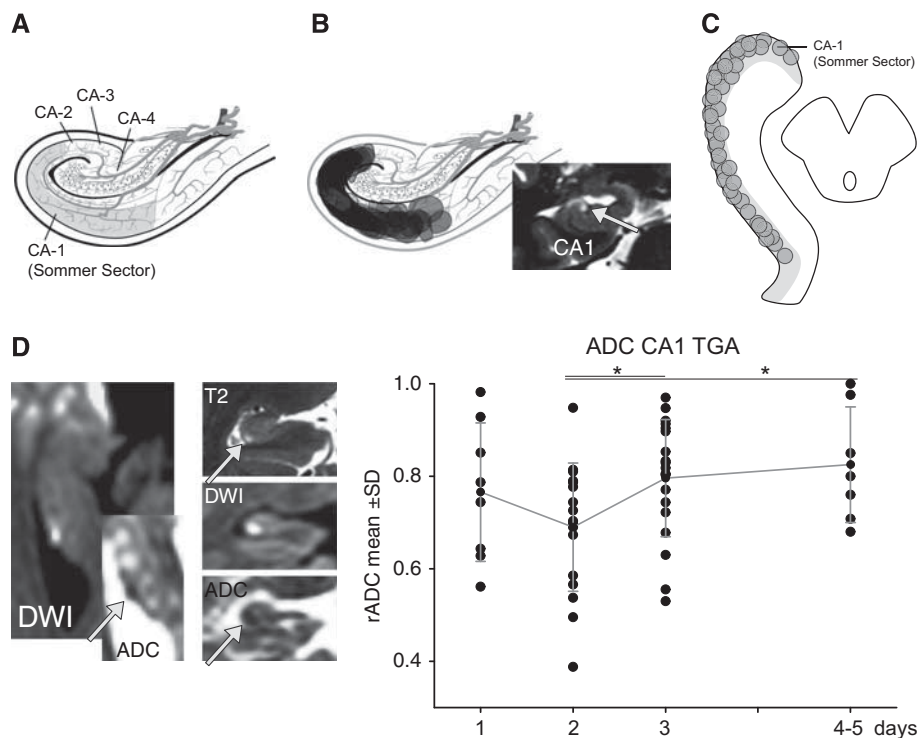 A
CA-2
CA-3
CA-4
CA-1
(Sommer Sector)
B
CA1
C
CA-1
(Sommer Sector)
D
DWI
ADC
T2
DWI
ADC
ADC CA1 TGA
*
*
rADC mean ±SD
1.0
0.8
0.6
0.4
1
2
3
4-5 days